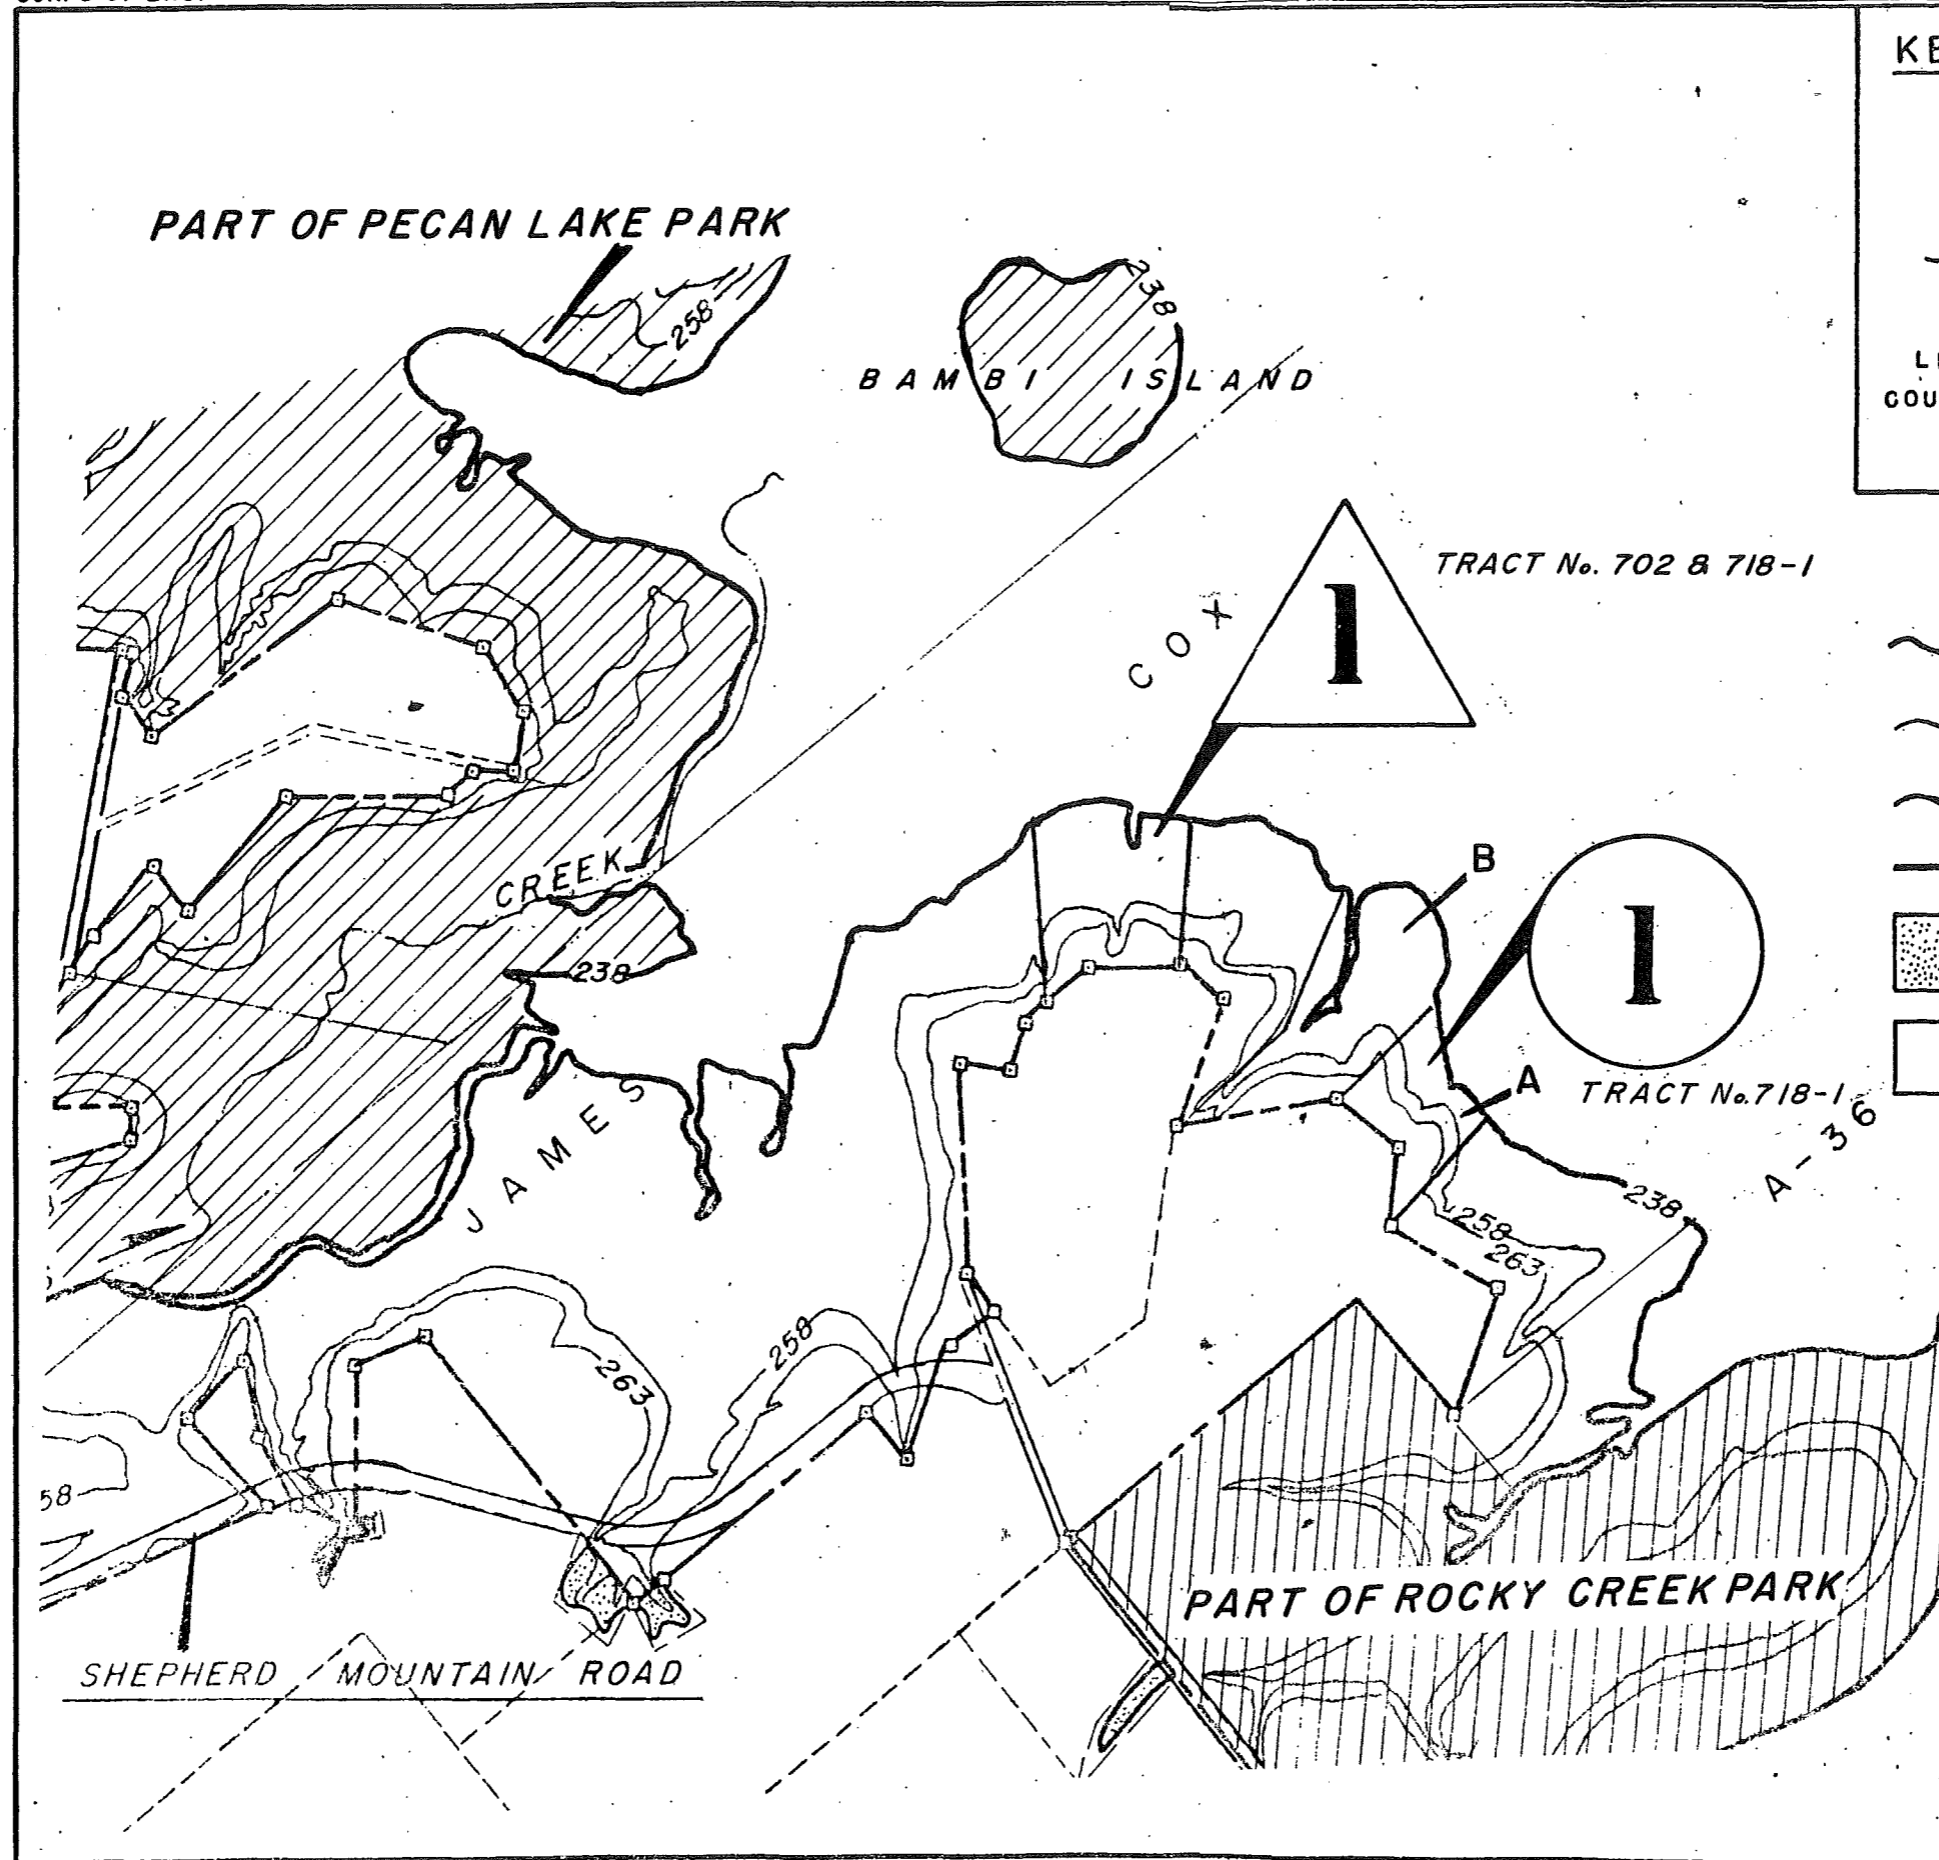 KE
PART OF PECAN LAKE PARK
258
238
BAMBI ISLAND
L
COU
TRACT No. 702 & 718-1
1
COX
B
CREEK
1
238
A
TRACT No. 718-1
JAMES
A-36
238
258
263
258
263
58
PART OF ROCKY CREEK PARK
SHEPHERD MOUNTAIN ROAD